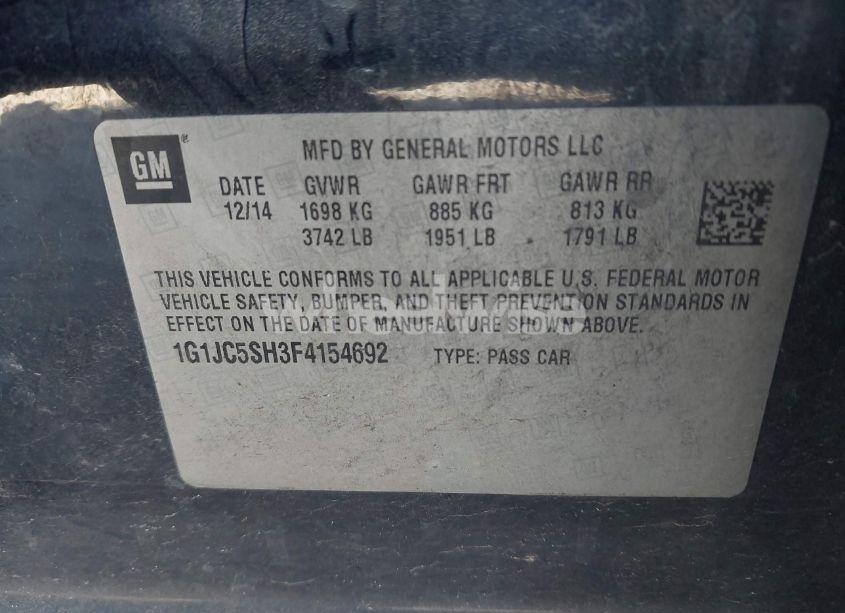 GM ®
MFD BY GENERAL MOTORS LLC
DATE GVWR GAWR FRT GAWR RR
12/14 1698 KG 885 KG 813 KG
3742 LB 1951 LB 1791 LB
THIS VEHICLE CONFORMS TO ALL APPLICABLE U.S. FEDERAL MOTOR
VEHICLE SAFETY, BUMPER, AND THEFT PREVENTION STANDARDS IN
EFFECT ON THE DATE OF MANUFACTURE SHOWN ABOVE.
1G1JC5SH3F4154692 TYPE: PASS CAR